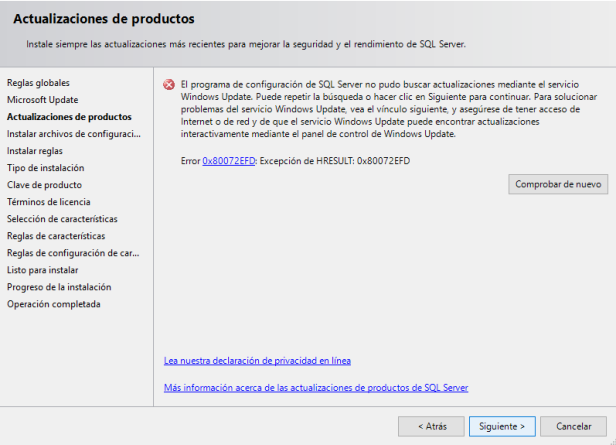 Actualizaciones de productos
Instale siempre las actualizaciones más recientes para mejorar la seguridad y el rendimiento de SQL Server.
Reglas globales
Microsoft Update
Actualizaciones de productos
Instalar archivos de configuraci...
Instalar reglas
Tipo de instalación
Clave de producto
Términos de licencia
Selección de características
Reglas de características
Reglas de configuración de car...
Listo para instalar
Progreso de la instalación
Operación completada
El programa de configuración de SQL Server no pudo buscar actualizaciones mediante el servicio
Windows Update. Puede repetir la búsqueda o hacer clic en Siguiente para continuar. Para solucionar
problemas del servicio Windows Update, vea el vínculo siguiente, y asegúrese de tener acceso de
Internet o de red y de que el servicio Windows Update puede encontrar actualizaciones
interactivamente mediante el panel de control de Windows Update.
Error 0x80072EFD: Excepción de HRESULT: 0x80072EFD
Comprobar de nuevo
Lea nuestra declaración de privacidad en línea
Más información acerca de las actualizaciones de productos de SQL Server
< Atrás
Siguiente >
Cancelar